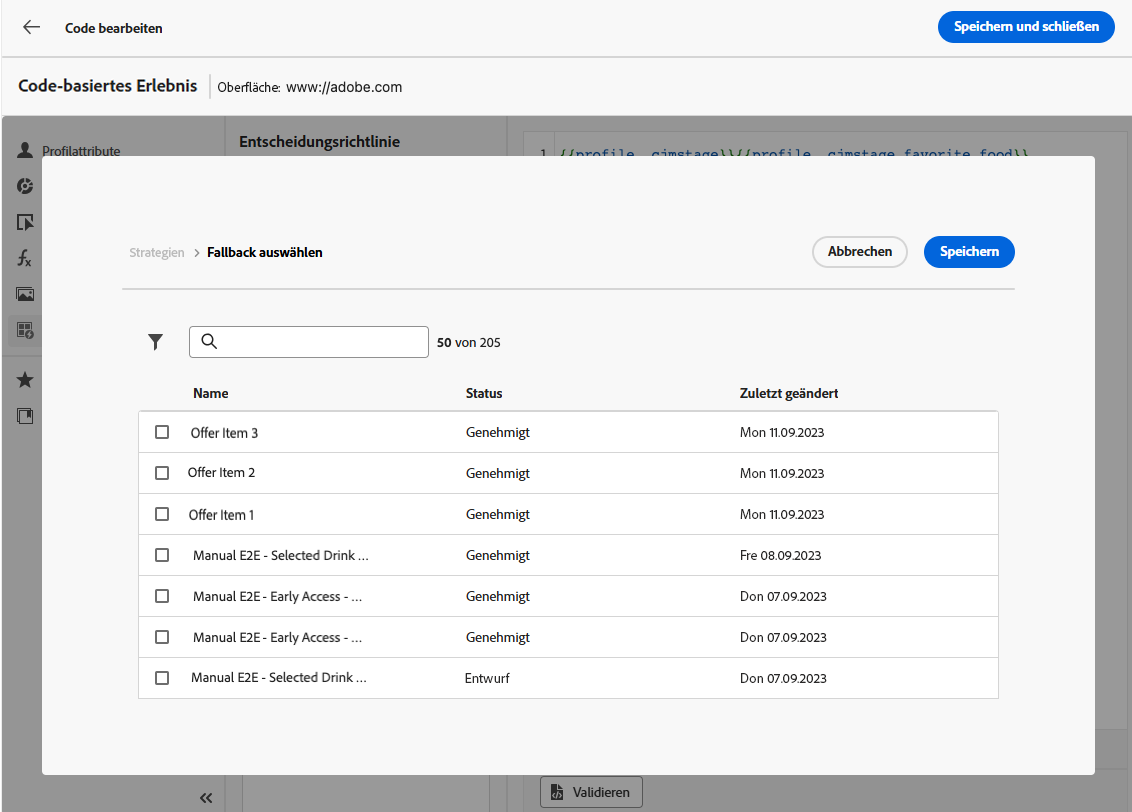 Code bearbeiten
Speichern und schließen
Code-basiertes Erlebnis
Oberfläche: www://adobe.com
Profilattribute
Entscheidungsrichtlinie
1 {{profile._cjmstage}}{{profile._cjmstage.favorite_food}}
Strategien > Fallback auswählen
Abbrechen
Speichern
50 von 205
Name Status Zuletzt geändert
Offer Item 3 Genehmigt Mon 11.09.2023
Offer Item 2 Genehmigt Mon 11.09.2023
Offer Item 1 Genehmigt Mon 11.09.2023
Manual E2E - Selected Drink ... Genehmigt Fre 08.09.2023
Manual E2E - Early Access - ... Genehmigt Don 07.09.2023
Manual E2E - Early Access - ... Genehmigt Don 07.09.2023
Manual E2E - Selected Drink ... Entwurf Don 07.09.2023
Validieren